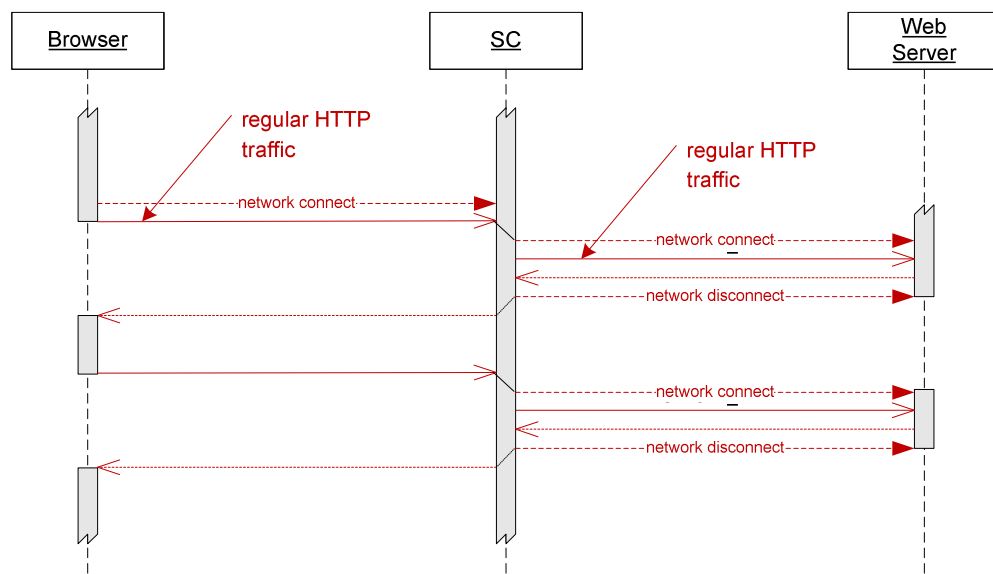 Browser
SC
Web
Server
regular HTTP
traffic
regular HTTP
traffic
network connect
network connect
network disconnect
network connect
network disconnect